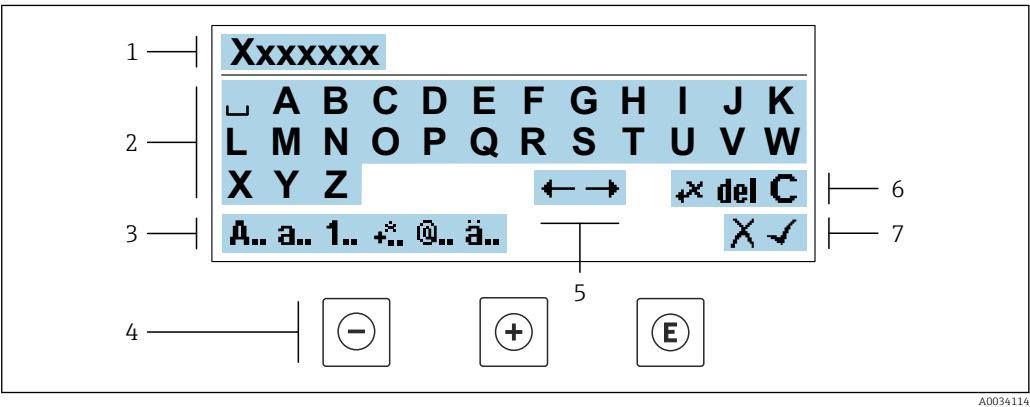 1 Xxxxxxx
␣ A B C D E F G H I J K
2 L M N O P Q R S T U V W
X Y Z ← → +× del C 6
3 A.. a.. 1.. +*.. @.. ä.. X ✓ 7
5
4 − + E
A0034114